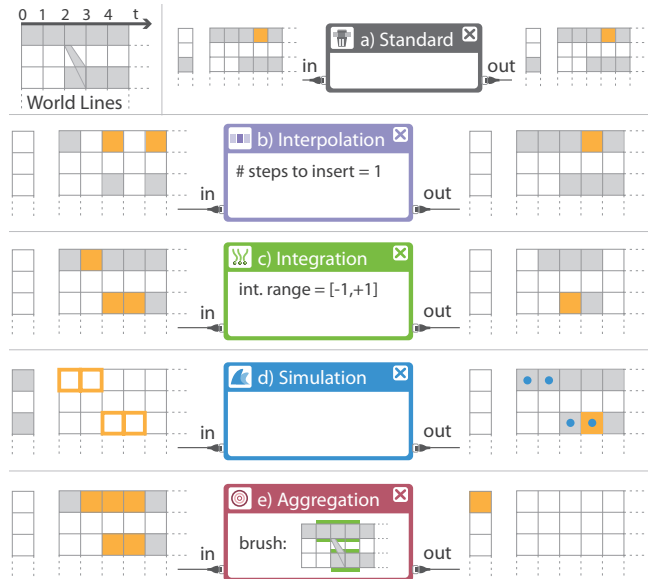 0 1 2 3 4 t
World Lines
in
a) Standard
out
b) Interpolation
# steps to insert = 1
in
out
c) Integration
int. range = [-1,+1]
in
out
d) Simulation
in
out
e) Aggregation
brush:
in
out